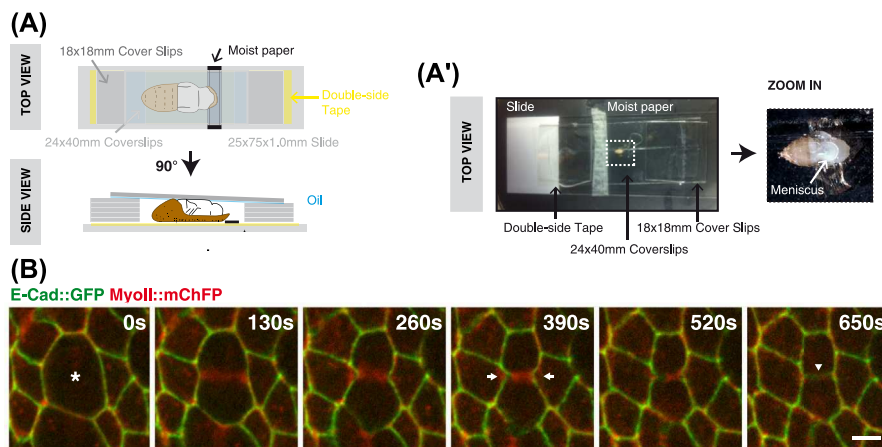 (A)
TOP VIEW
18x18mm Cover Slips
Moist paper
Double-side
Tape
24x40mm Coverslips
25x75x1.0mm Slide
90°
SIDE VIEW
Oil
(A')
TOP VIEW
Slide
Moist paper
ZOOM IN
Meniscus
Double-side Tape
18x18mm Cover Slips
24x40mm Coverslips
(B)
E-Cad::GFP MyoII::mChFP
0s
130s
260s
390s
520s
650s
*